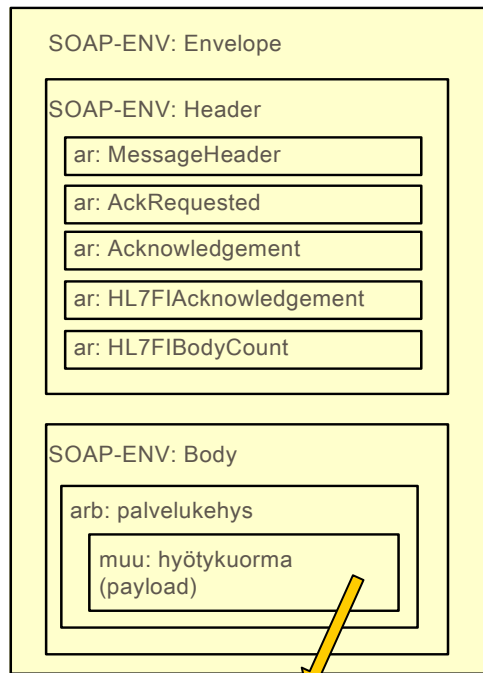 SOAP-ENV: Envelope
SOAP-ENV: Header
ar: MessageHeader
ar: AckRequested
ar: Acknowledgement
ar: HL7FIAcknowledgement
ar: HL7FIBodyCount
SOAP-ENV: Body
arb: palvelukehys
muu: hyötykuorma
(payload)